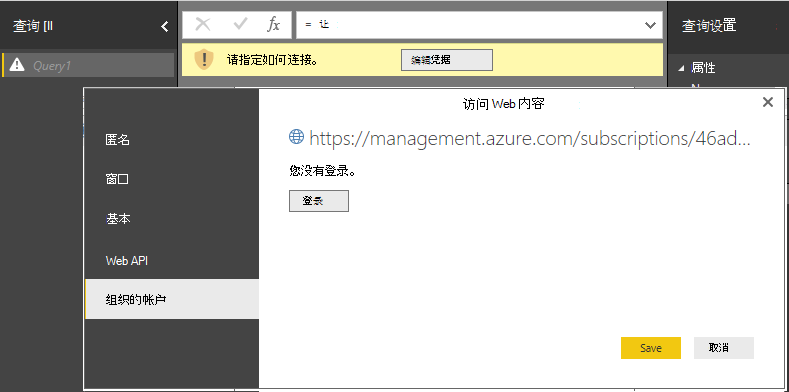 查询 [II
fx
= 让
查询设置
Query1
请指定如何连接。
编辑凭据
属性
访问 Web 内容
匿名
https://management.azure.com/subscriptions/46ad...
您没有登录。
窗口
登录
基本
Web API
组织的帐户
Save
取消